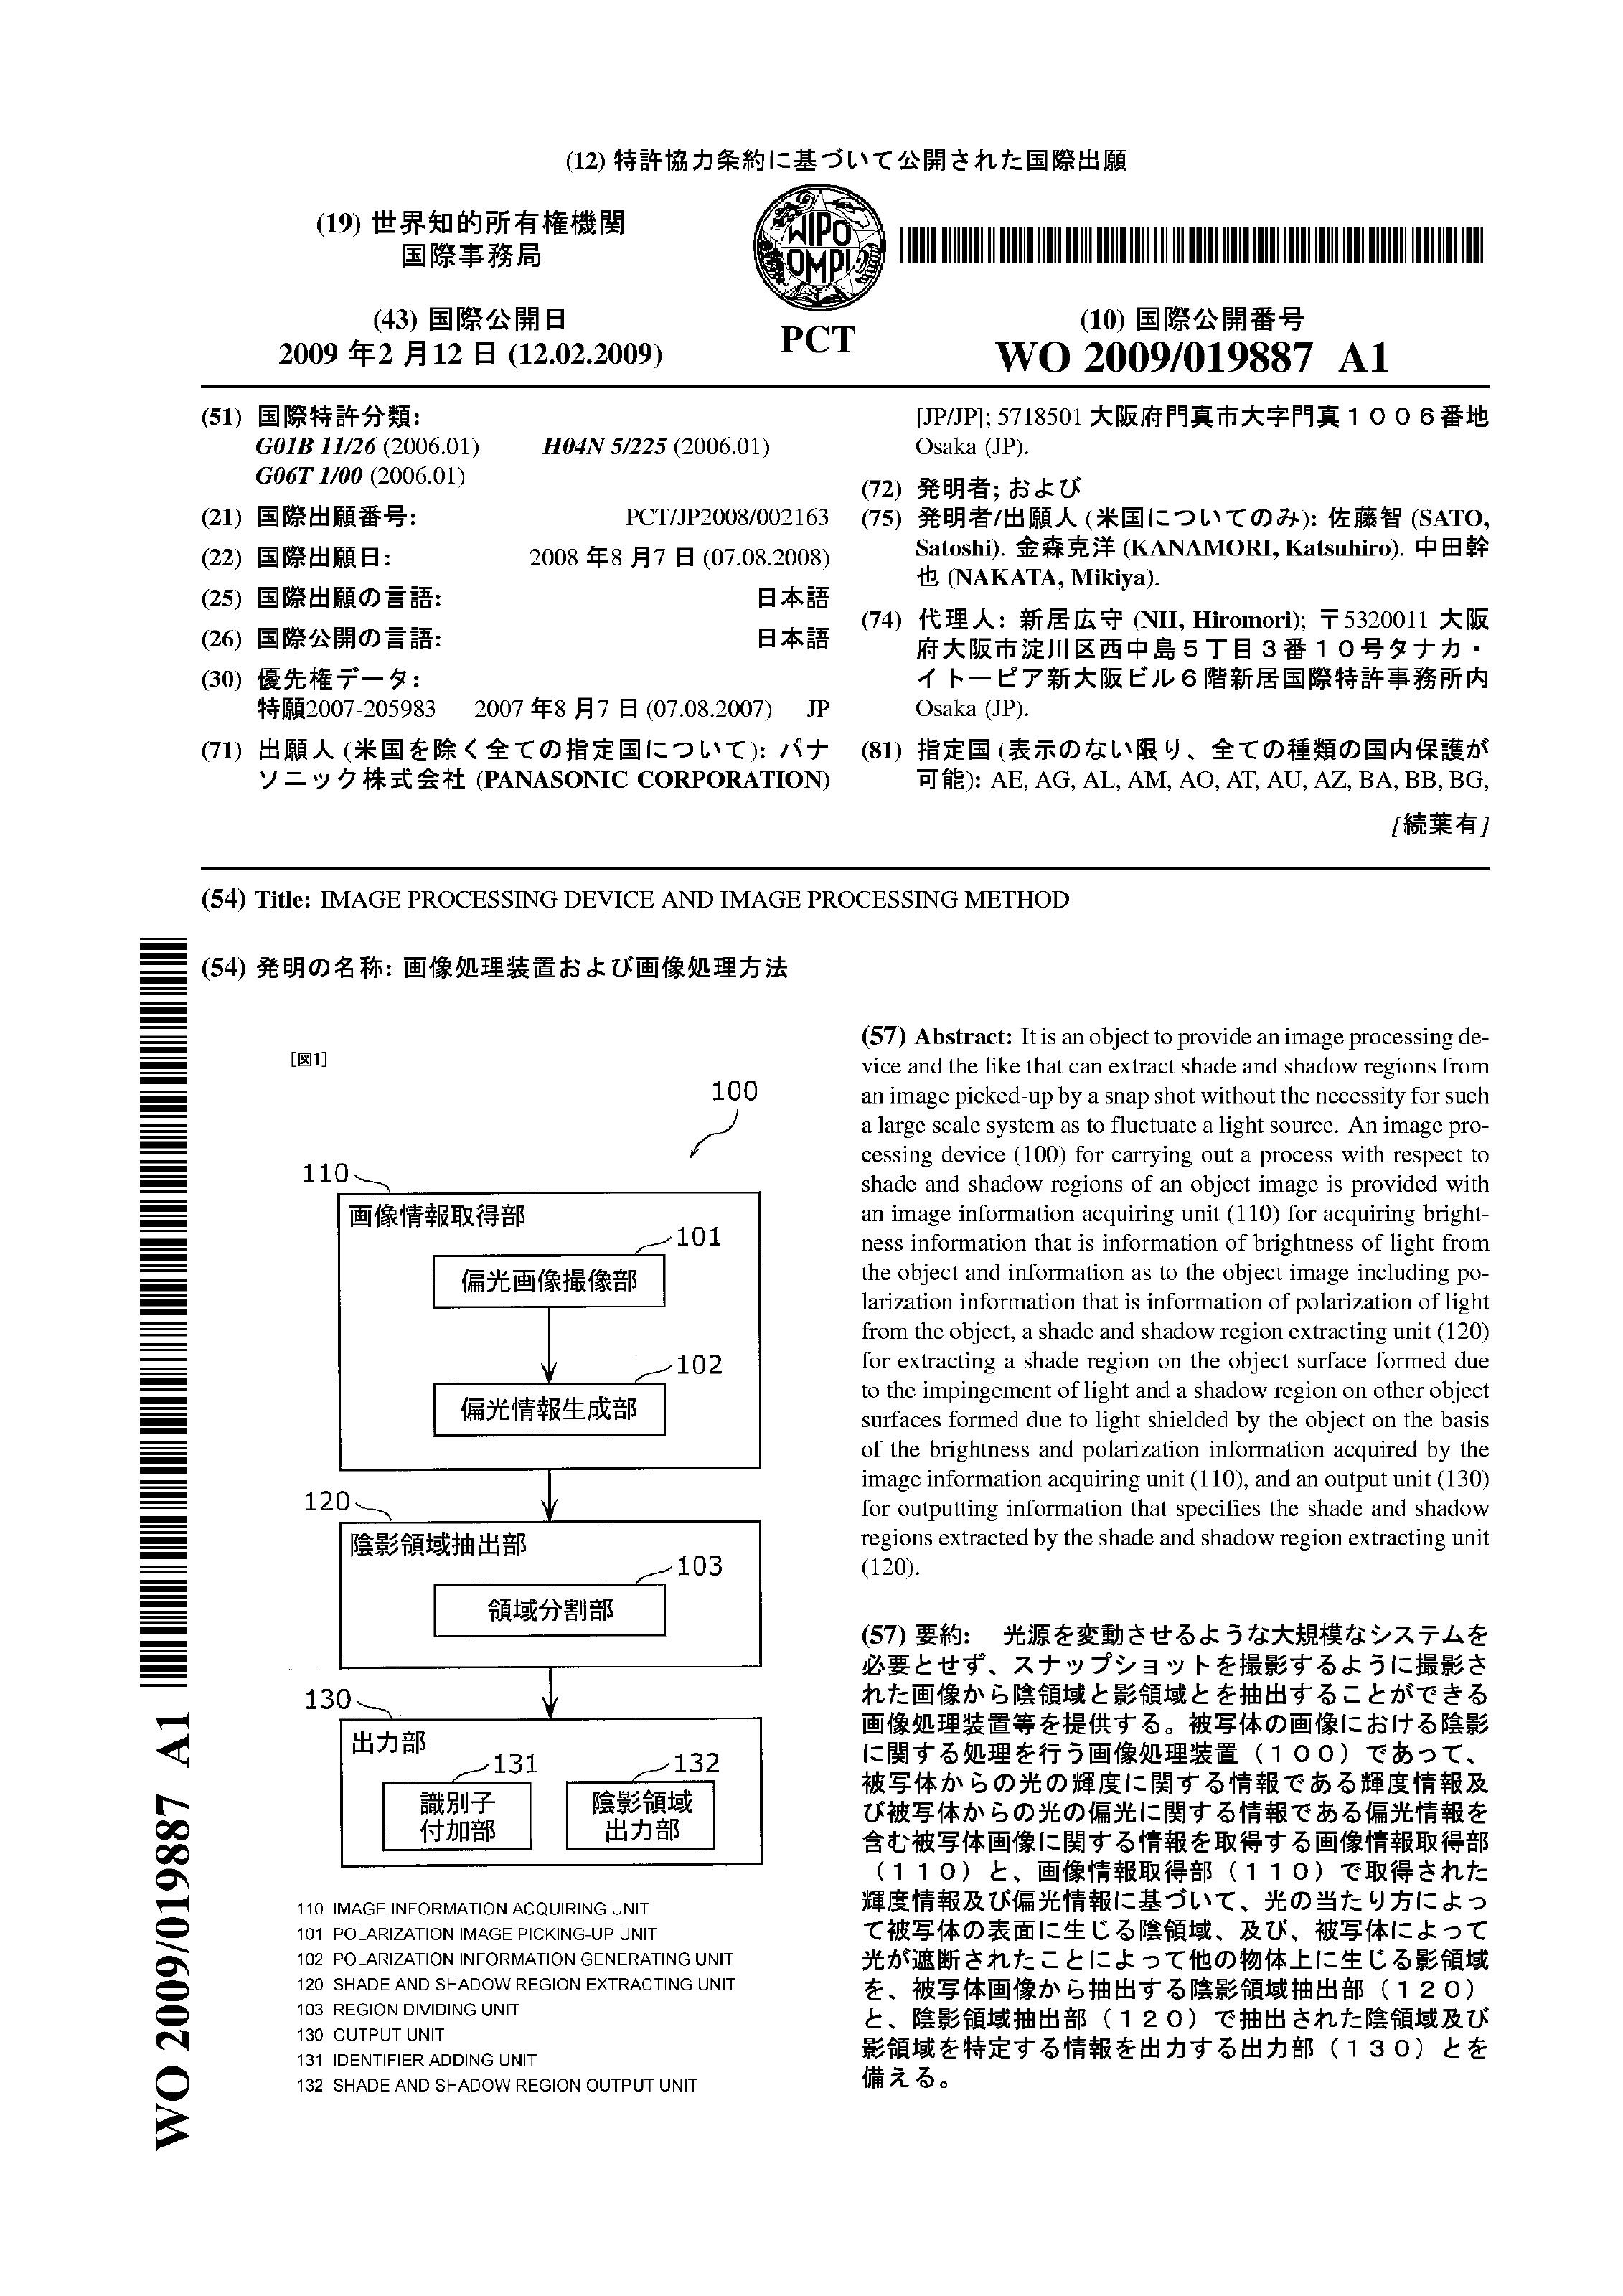 (12) 特許協力条約に基づいて公開された国際出願
(19) 世界知的所有権機関
国際事務局
WIPO
OMPI
PCT
(43) 国際公開日
2009 年2 月12 日 (12.02.2009)
(10) 国際公開番号
WO 2009/019887 A1
(51) 国際特許分類:
G01B 11/26 (2006.01) H04N 5/225 (2006.01)
G06T 1/00 (2006.01)
(21) 国際出願番号: PCT/JP2008/002163
(22) 国際出願日: 2008 年8 月7 日 (07.08.2008)
(25) 国際出願の言語: 日本語
(26) 国際公開の言語: 日本語
(30) 優先権データ:
特願2007-205983 2007 年8 月7 日 (07.08.2007) JP
(71) 出願人 (米国を除く全ての指定国について): パナ
ソニック株式会社 (PANASONIC CORPORATION)
[JP/JP]; 5718501 大阪府門真市大字門真１００６番地
Osaka (JP).
(72) 発明者; および
(75) 発明者/出願人 (米国についてのみ): 佐藤智 (SATO,
Satoshi). 金森克洋 (KANAMORI, Katsuhiro). 中田幹
也 (NAKATA, Mikiya).
(74) 代理人: 新居広守 (NII, Hiromori); 〒5320011 大阪
府大阪市淀川区西中島５丁目３番１０号タナカ・
イトーピア新大阪ビル６階新居国際特許事務所内
Osaka (JP).
(81) 指定国 (表示のない限り、全ての種類の国内保護が
可能): AE, AG, AL, AM, AO, AT, AU, AZ, BA, BB, BG,
[続葉有]
(54) Title: IMAGE PROCESSING DEVICE AND IMAGE PROCESSING METHOD
(54) 発明の名称: 画像処理装置および画像処理方法
[図1]
100
110
画像情報取得部
101
偏光画像撮像部
102
偏光情報生成部
120
陰影領域抽出部
103
領域分割部
130
出力部
131
132
識別子
付加部
陰影領域
出力部
110 IMAGE INFORMATION ACQUIRING UNIT
101 POLARIZATION IMAGE PICKING-UP UNIT
102 POLARIZATION INFORMATION GENERATING UNIT
120 SHADE AND SHADOW REGION EXTRACTING UNIT
103 REGION DIVIDING UNIT
130 OUTPUT UNIT
131 IDENTIFIER ADDING UNIT
132 SHADE AND SHADOW REGION OUTPUT UNIT
(57) Abstract: It is an object to provide an image processing de-
vice and the like that can extract shade and shadow regions from
an image picked-up by a snap shot without the necessity for such
a large scale system as to fluctuate a light source. An image pro-
cessing device (100) for carrying out a process with respect to
shade and shadow regions of an object image is provided with
an image information acquiring unit (110) for acquiring bright-
ness information that is information of brightness of light from
the object and information as to the object image including po-
larization information that is information of polarization of light
from the object, a shade and shadow region extracting unit (120)
for extracting a shade region on the object surface formed due
to the impingement of light and a shadow region on other object
surfaces formed due to light shielded by the object on the basis
of the brightness and polarization information acquired by the
image information acquiring unit (110), and an output unit (130)
for outputting information that specifies the shade and shadow
regions extracted by the shade and shadow region extracting unit
(120).
(57) 要約: 光源を変動させるような大規模なシステムを
必要とせず、スナップショットを撮影するように撮影さ
れた画像から陰領域と影領域とを抽出することができる
画像処理装置等を提供する。被写体の画像における陰影
に関する処理を行う画像処理装置（１００）であって、
被写体からの光の輝度に関する情報である輝度情報及
び被写体からの光の偏光に関する情報である偏光情報を
含む被写体画像に関する情報を取得する画像情報取得部
（１１０）と、画像情報取得部（１１０）で取得された
輝度情報及び偏光情報に基づいて、光の当たり方によっ
て被写体の表面に生じる陰領域、及び、被写体によって
光が遮断されたことによって他の物体上に生じる影領域
を、被写体画像から抽出する陰影領域抽出部（１２０）
と、陰影領域抽出部（１２０）で抽出された陰領域及び
影領域を特定する情報を出力する出力部（１３０）とを
備える。
WO 2009/019887 A1